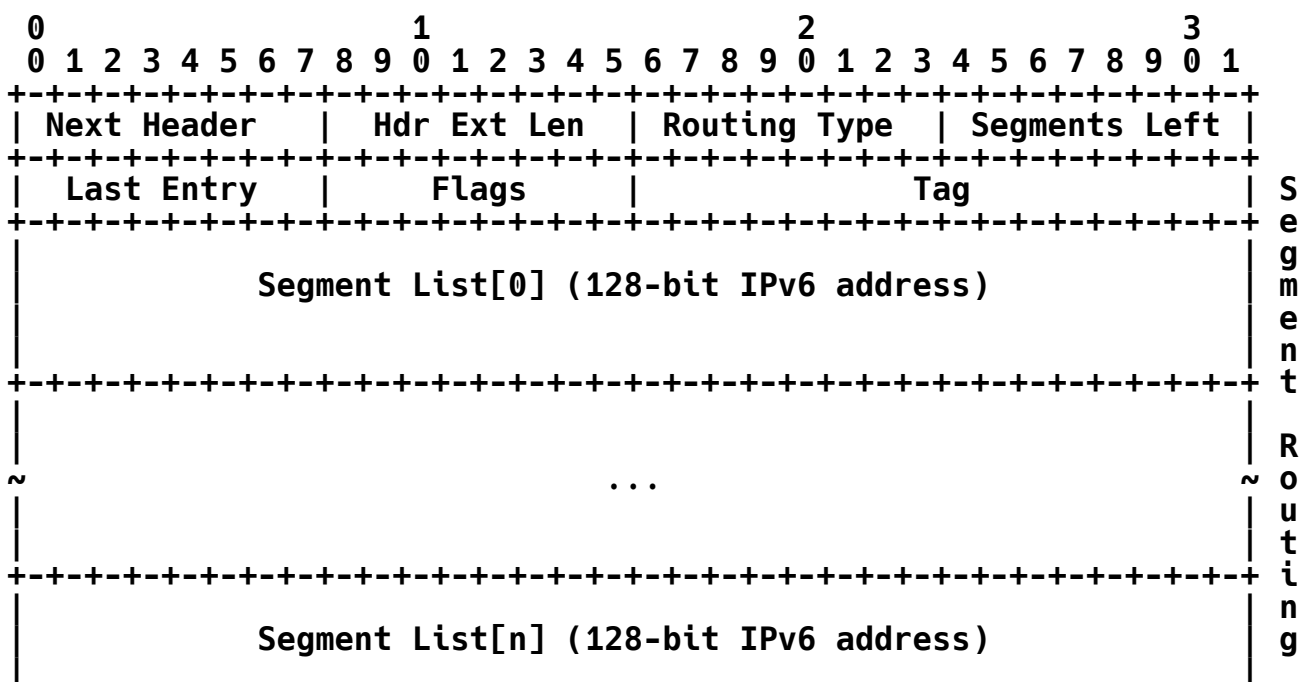 0                   1                   2                   3
 0 1 2 3 4 5 6 7 8 9 0 1 2 3 4 5 6 7 8 9 0 1 2 3 4 5 6 7 8 9 0 1
+-+-+-+-+-+-+-+-+-+-+-+-+-+-+-+-+-+-+-+-+-+-+-+-+-+-+-+-+-+-+-+-+
| Next Header   |  Hdr Ext Len  | Routing Type  | Segments Left |
+-+-+-+-+-+-+-+-+-+-+-+-+-+-+-+-+-+-+-+-+-+-+-+-+-+-+-+-+-+-+-+-+
|  Last Entry   |     Flags     |              Tag              | S
+-+-+-+-+-+-+-+-+-+-+-+-+-+-+-+-+-+-+-+-+-+-+-+-+-+-+-+-+-+-+-+-+ e
|                                                               | g
|            Segment List[0] (128-bit IPv6 address)             | m
|                                                               | e
|                                                               | n
+-+-+-+-+-+-+-+-+-+-+-+-+-+-+-+-+-+-+-+-+-+-+-+-+-+-+-+-+-+-+-+-+ t
|                                                               |
|                                                               | R
~                              ...                              ~ o
|                                                               | u
|                                                               | t
+-+-+-+-+-+-+-+-+-+-+-+-+-+-+-+-+-+-+-+-+-+-+-+-+-+-+-+-+-+-+-+-+ i
|                                                               | n
|            Segment List[n] (128-bit IPv6 address)             | g
|                                                               |